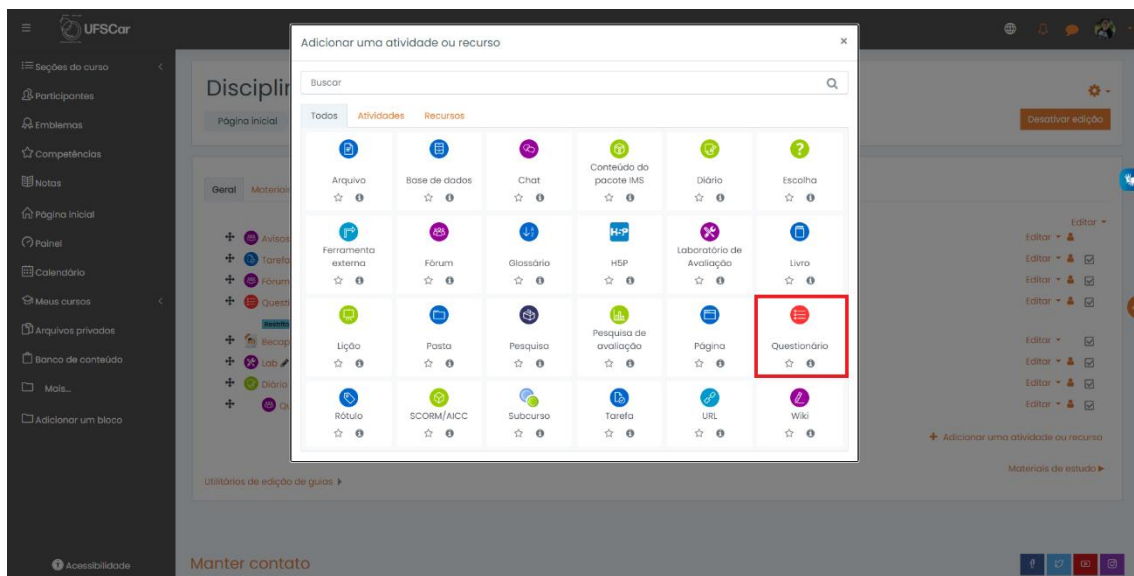 UFSCar
Seções do curso
Participantes
Emblemas
Competências
Notas
Página inicial
Painel
Calendário
Meus cursos
Arquivos privados
Banco de conteúdo
Mais...
Adicionar um bloco
Acessibilidade
Adicionar uma atividade ou recurso
×
Buscar
Todos Atividades Recursos
Arquivo
Base de dados
Chat
Conteúdo do
pacote IMS
Diário
Escolha
Ferramenta
externa
Fórum
Glossário
H5P
Laboratório de
Avaliação
Livro
Lição
Pasta
Pesquisa
Pesquisa de
avaliação
Página
Questionário
Rótulo
SCORM/AICC
Subcurso
Tarefa
URL
Wiki
Página inicial
Desativar edição
Geral
Editar
Avisos Editar
Editar
Fórum Editar
Editar
Editar
Lab Editar
Diário Editar
Editar
Adicionar uma atividade ou recurso
Materiais de estudo
Utilitários de edição de guias
Manter contato